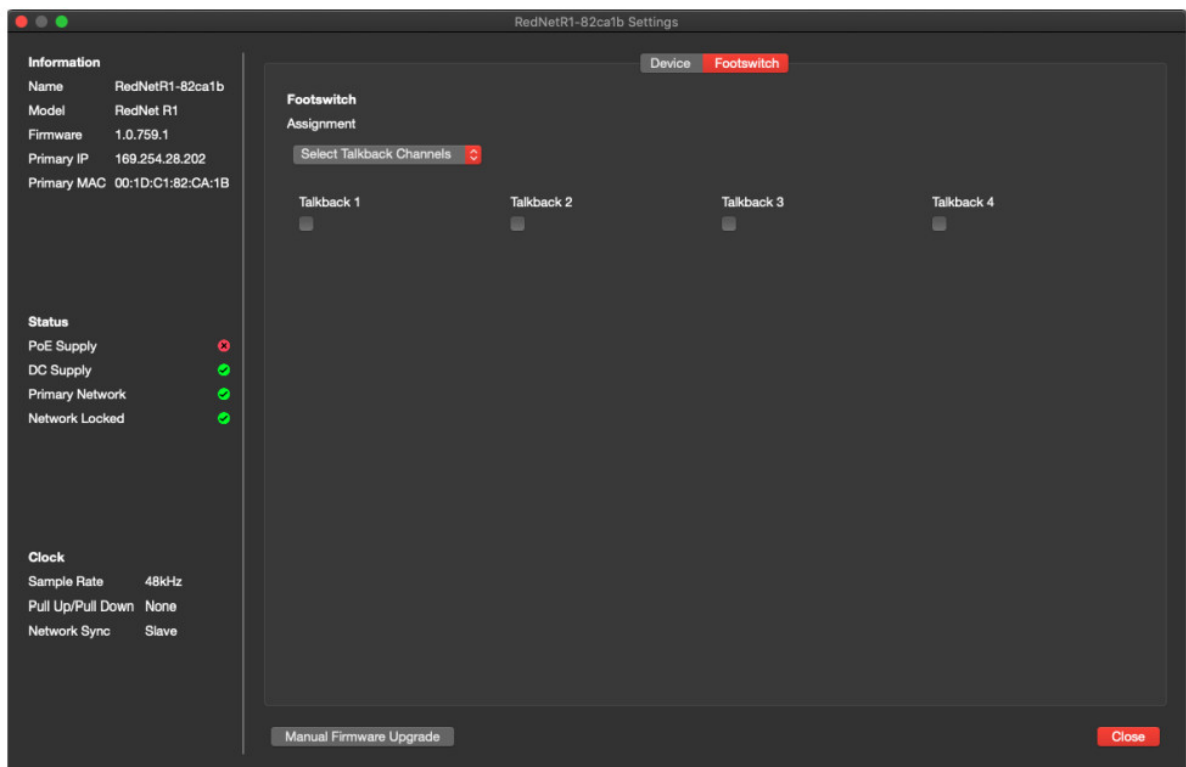 RedNetR1-82ca1b Settings
Information
Name RedNetR1-82ca1b
Model RedNet R1
Firmware 1.0.759.1
Primary IP 169.254.28.202
Primary MAC 00:1D:C1:82:CA:1B
Status
PoE Supply
DC Supply
Primary Network
Network Locked
Clock
Sample Rate 48kHz
Pull Up/Pull Down None
Network Sync Slave
Device Footswitch
Footswitch
Assignment
Select Talkback Channels
Talkback 1 Talkback 2 Talkback 3 Talkback 4
Manual Firmware Upgrade Close